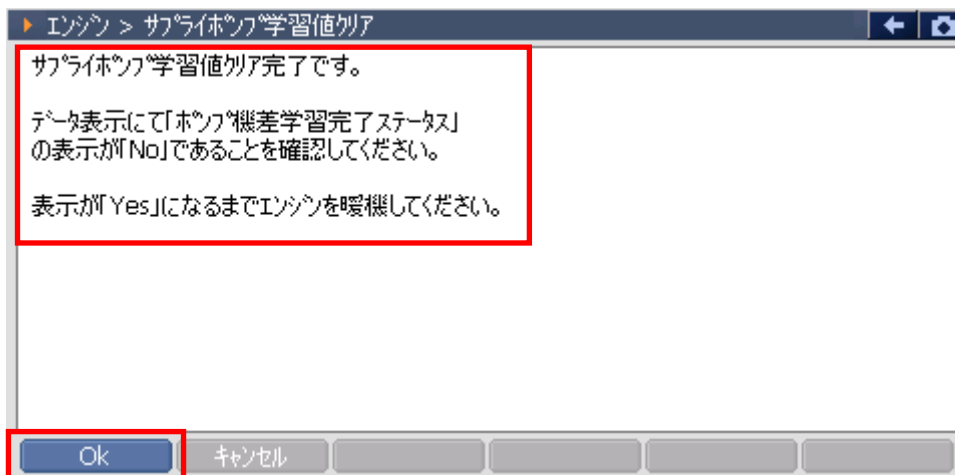 エンジン > サプライポンプ学習値クリア
サプライポンプ学習値クリア完了です。
データ表示にて「ポンプ機差学習完了ステータス」
の表示が「No」であることを確認してください。
表示が「Yes」になるまでエンジンを暖機してください。
Ok
キャンセル